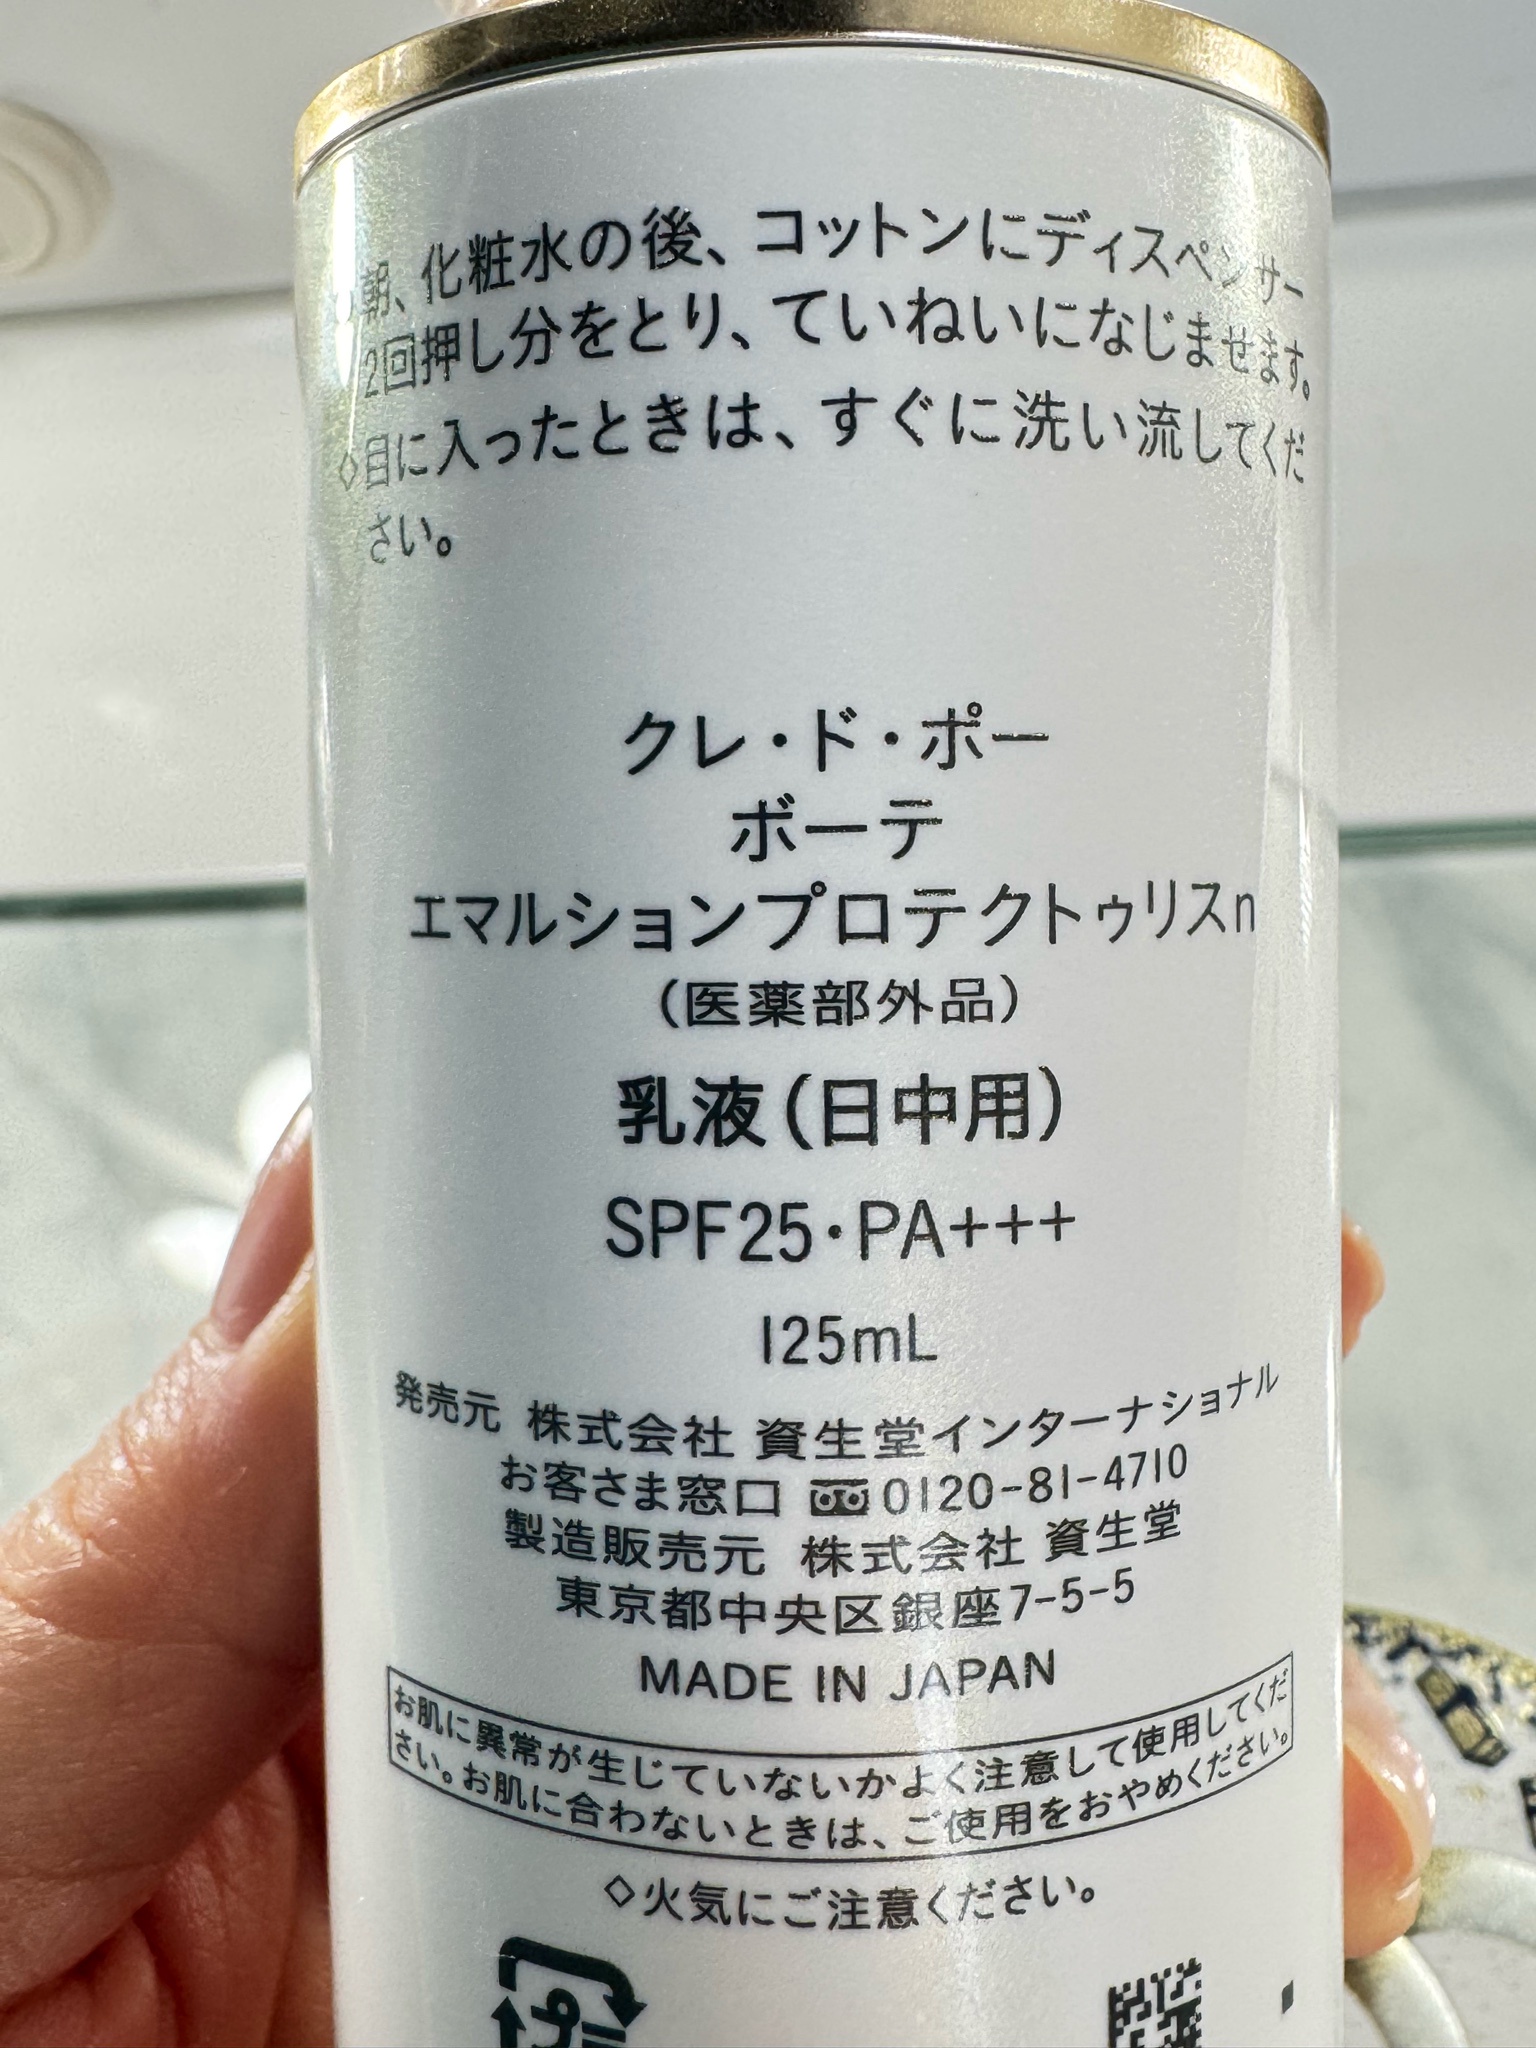 朝、化粧水の後、コットンにディスペンサー
2回押し分をとり、ていねいになじませます。
◇目に入ったときは、すぐに洗い流してくだ
さい。
クレ・ド・ポー
ボーテ
エマルションプロテクトゥリスn
（医薬部外品）
乳液（日中用）
SPF25・PA+++
125mL
発売元 株式会社 資生堂インターナショナル
お客さま窓口 0120-81-4710
製造販売元 株式会社 資生堂
東京都中央区銀座7-5-5
MADE IN JAPAN
お肌に異常が生じていないかよく注意して使用してくだ
さい。お肌に合わないときは、ご使用をおやめください。
◇火気にご注意ください。